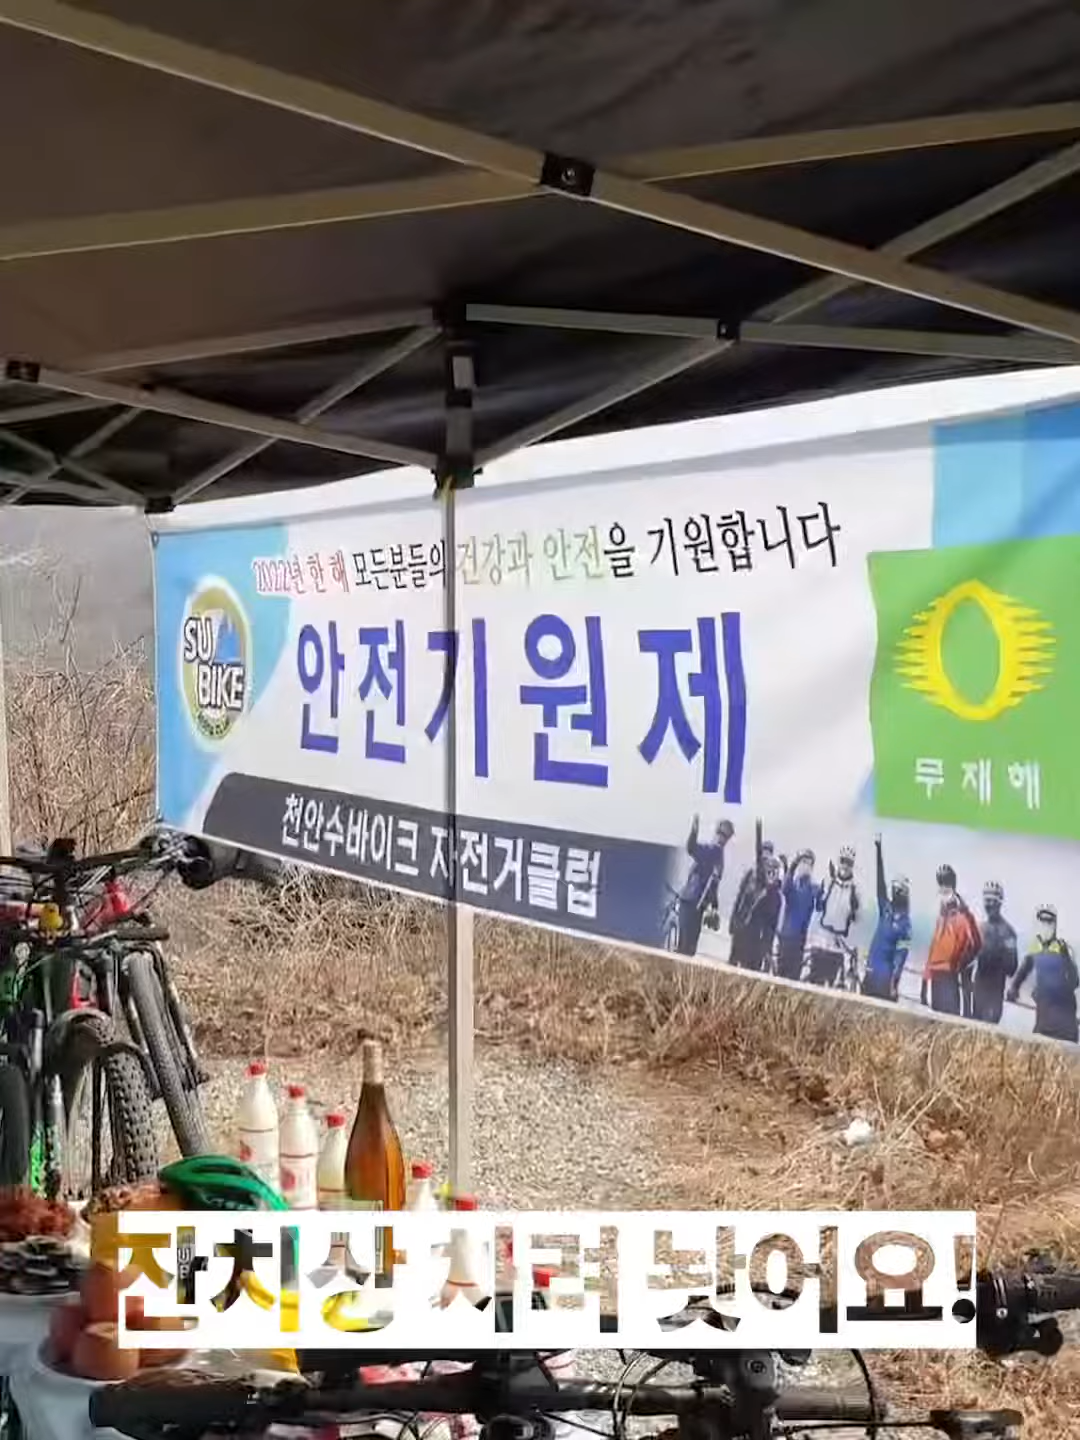 2022년 한 해 모든분들의 건강과 안전을 기원합니다
SU
BIKE
안전기원제
무재해
천안수바이크 자전거클럽
잔치상 차려 놧어요!